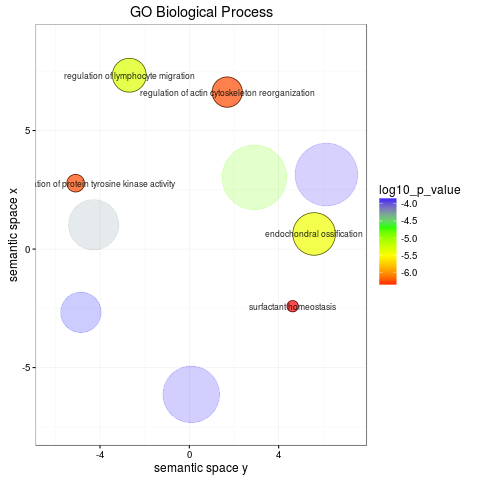 GO Biological Process
regulation of lymphocyte migration
regulation of actin cytoskeleton reorganization
ation of protein tyrosine kinase activity
endochondral ossification
surfactant homeostasis
5
0
-5
-4
0
4
semantic space x
semantic space y
log10_p_value
-4.0
-4.5
-5.0
-5.5
-6.0